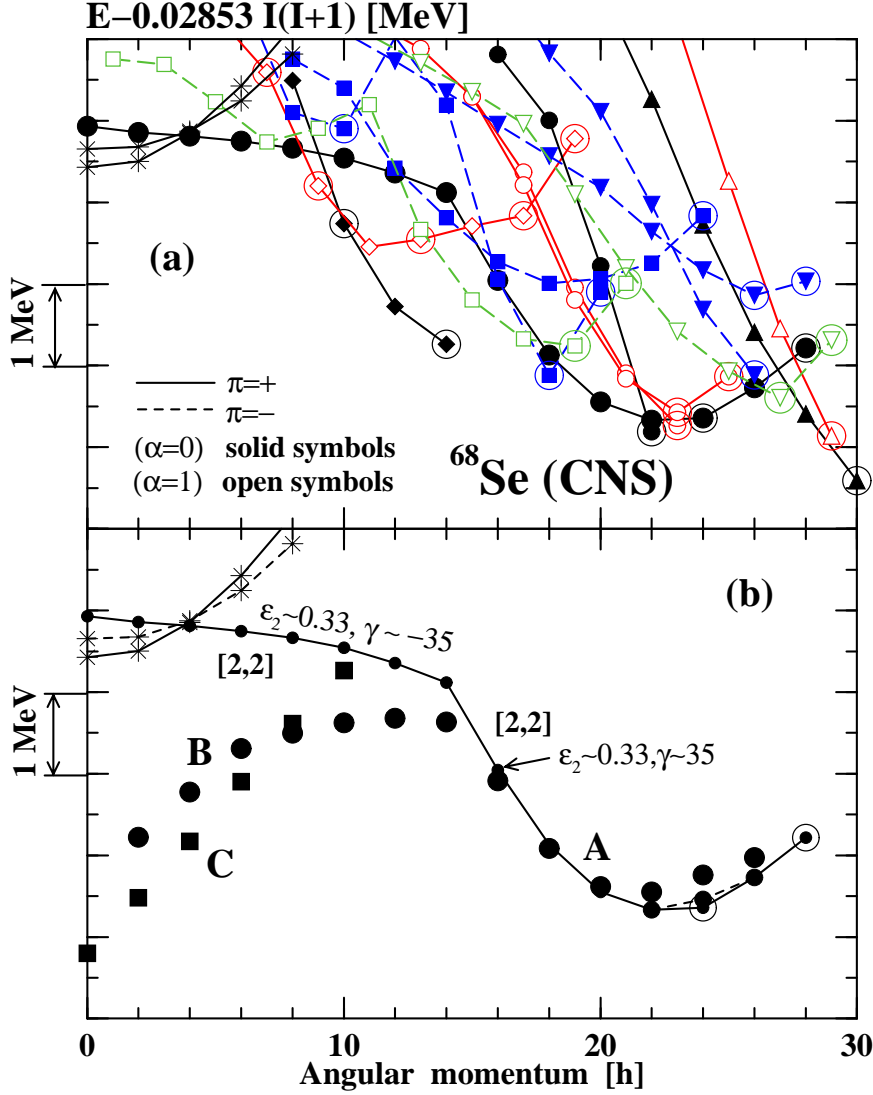 E−0.02853 I(I+1) [MeV]
(a)
1 MeV
π=+
π=−
(α=0) solid symbols
(α=1) open symbols
⁶⁸Se (CNS)
(b)
ε₂~0.33, γ ~ −35
[2,2]
1 MeV
[2,2]
B
ε₂~0.33,γ~35
A
C
0 10 20 30
Angular momentum [h]